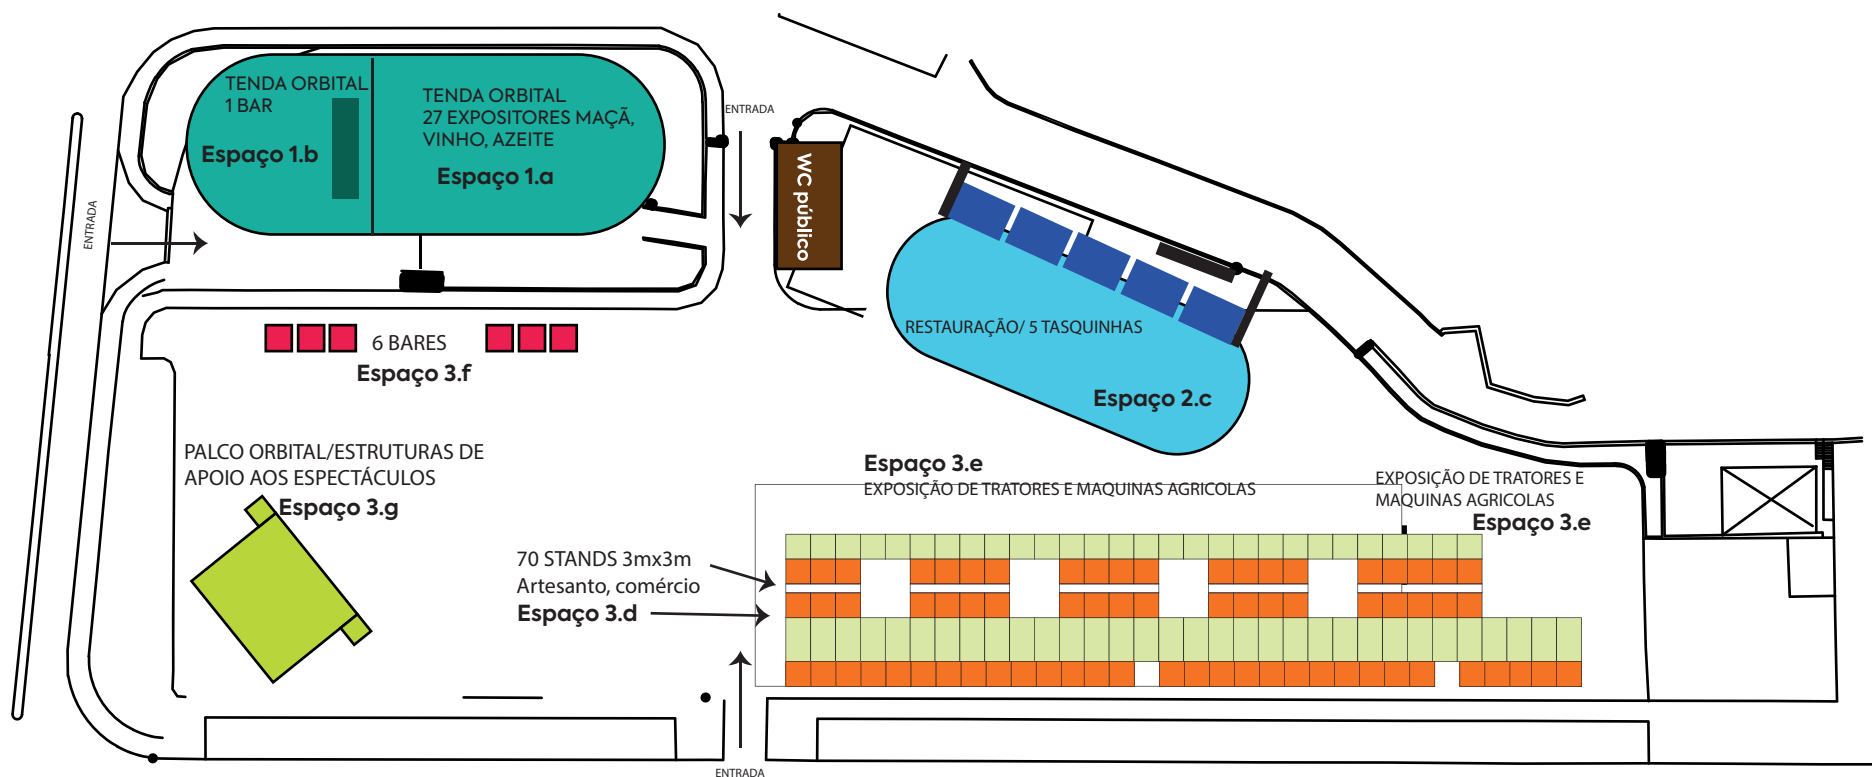 TENDA ORBITAL
1 BAR
Espaço 1.b
TENDA ORBITAL
27 EXPOSITORES MAÇÃ,
VINHO, AZEITE
Espaço 1.a
ENTRADA
ENTRADA
WC público
RESTAURAÇÃO/ 5 TASQUINHAS
Espaço 2.c
6 BARES
Espaço 3.f
PALCO ORBITAL/ESTRUTURAS DE
APOIO AOS ESPECTÁCULOS
Espaço 3.g
Espaço 3.e
EXPOSIÇÃO DE TRATORES E MAQUINAS AGRICOLAS
EXPOSIÇÃO DE TRATORES E
MAQUINAS AGRICOLAS
Espaço 3.e
70 STANDS 3mx3m
Artesanto, comércio
Espaço 3.d
ENTRADA